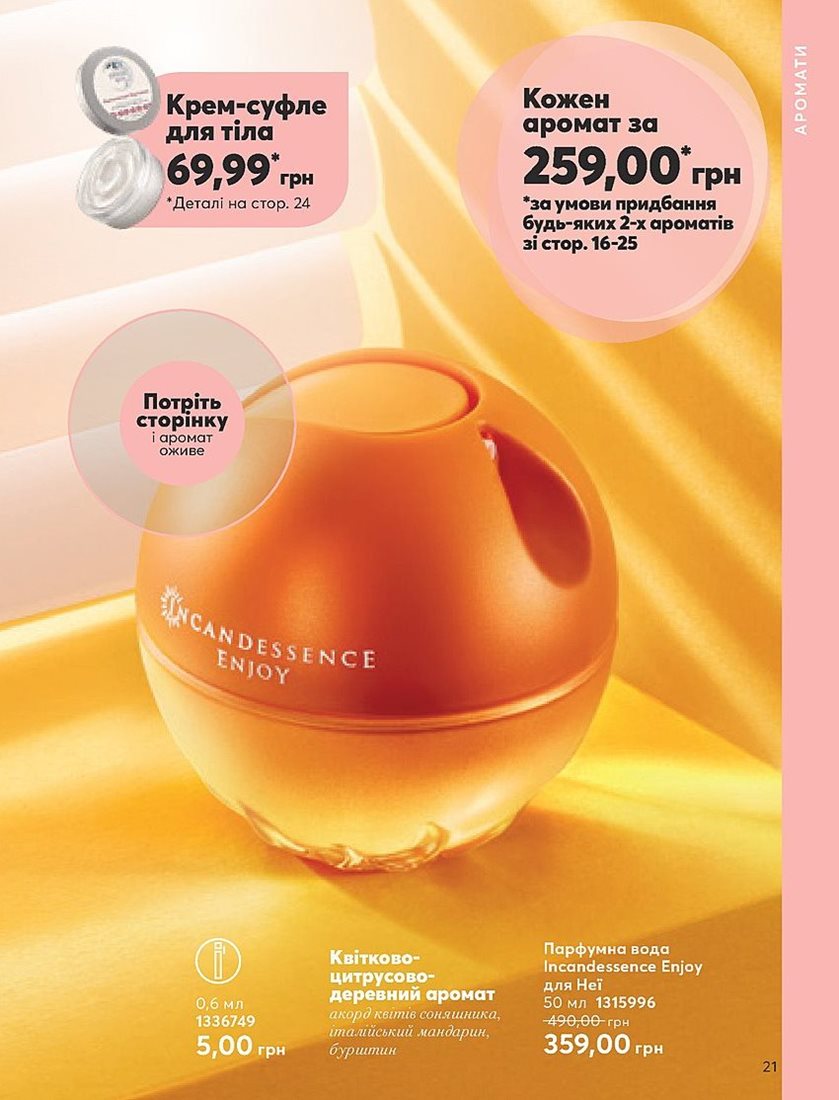 АРОМАТИ
Крем-суфле
для тіла
69,99* грн
*Деталі на стор. 24
Кожен
аромат за
259,00* грн
*за умови придбання
будь-яких 2-х ароматів
зі стор. 16-25
Потріть
сторінку
і аромат
оживе
INCANDESSENCE
ENJOY
0,6 мл
1336749
5,00 грн
Квітково-
цитрусово-
деревний аромат
акорд квітів соняшника,
італійський мандарин,
бурштин
Парфумна вода
Incandessence Enjoy
для Неї
50 мл 1315996
490,00 грн
359,00 грн
21